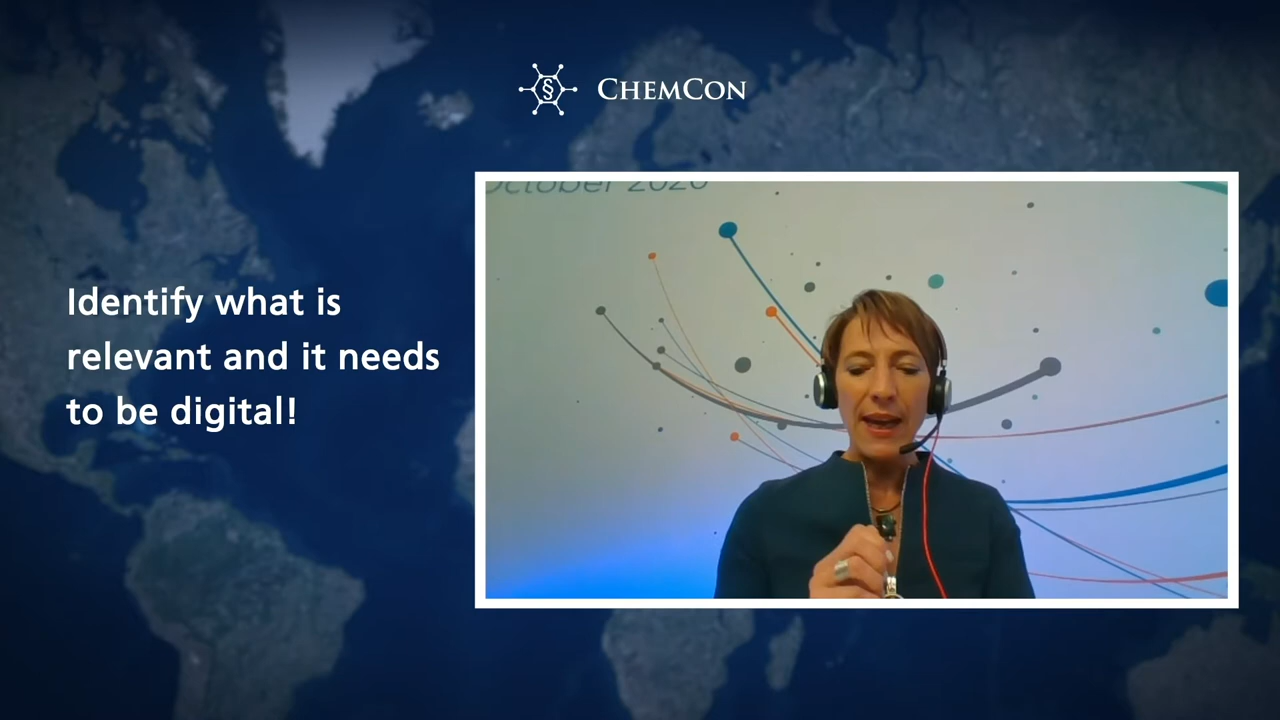 CHEMCON
October 2020
Identify what is
relevant and it needs
to be digital!